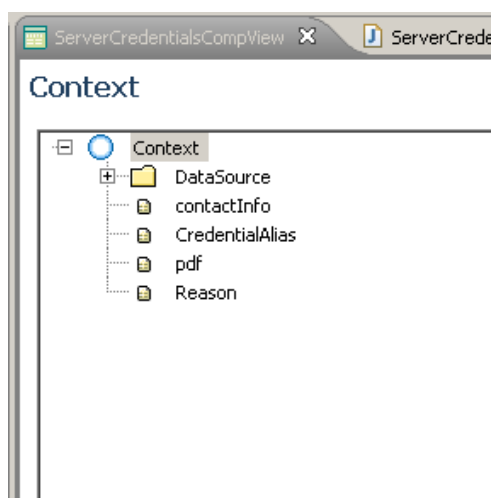 ServerCredentialsCompView ServerCrede
Context
Context
DataSource
contactInfo
CredentialAlias
pdf
Reason